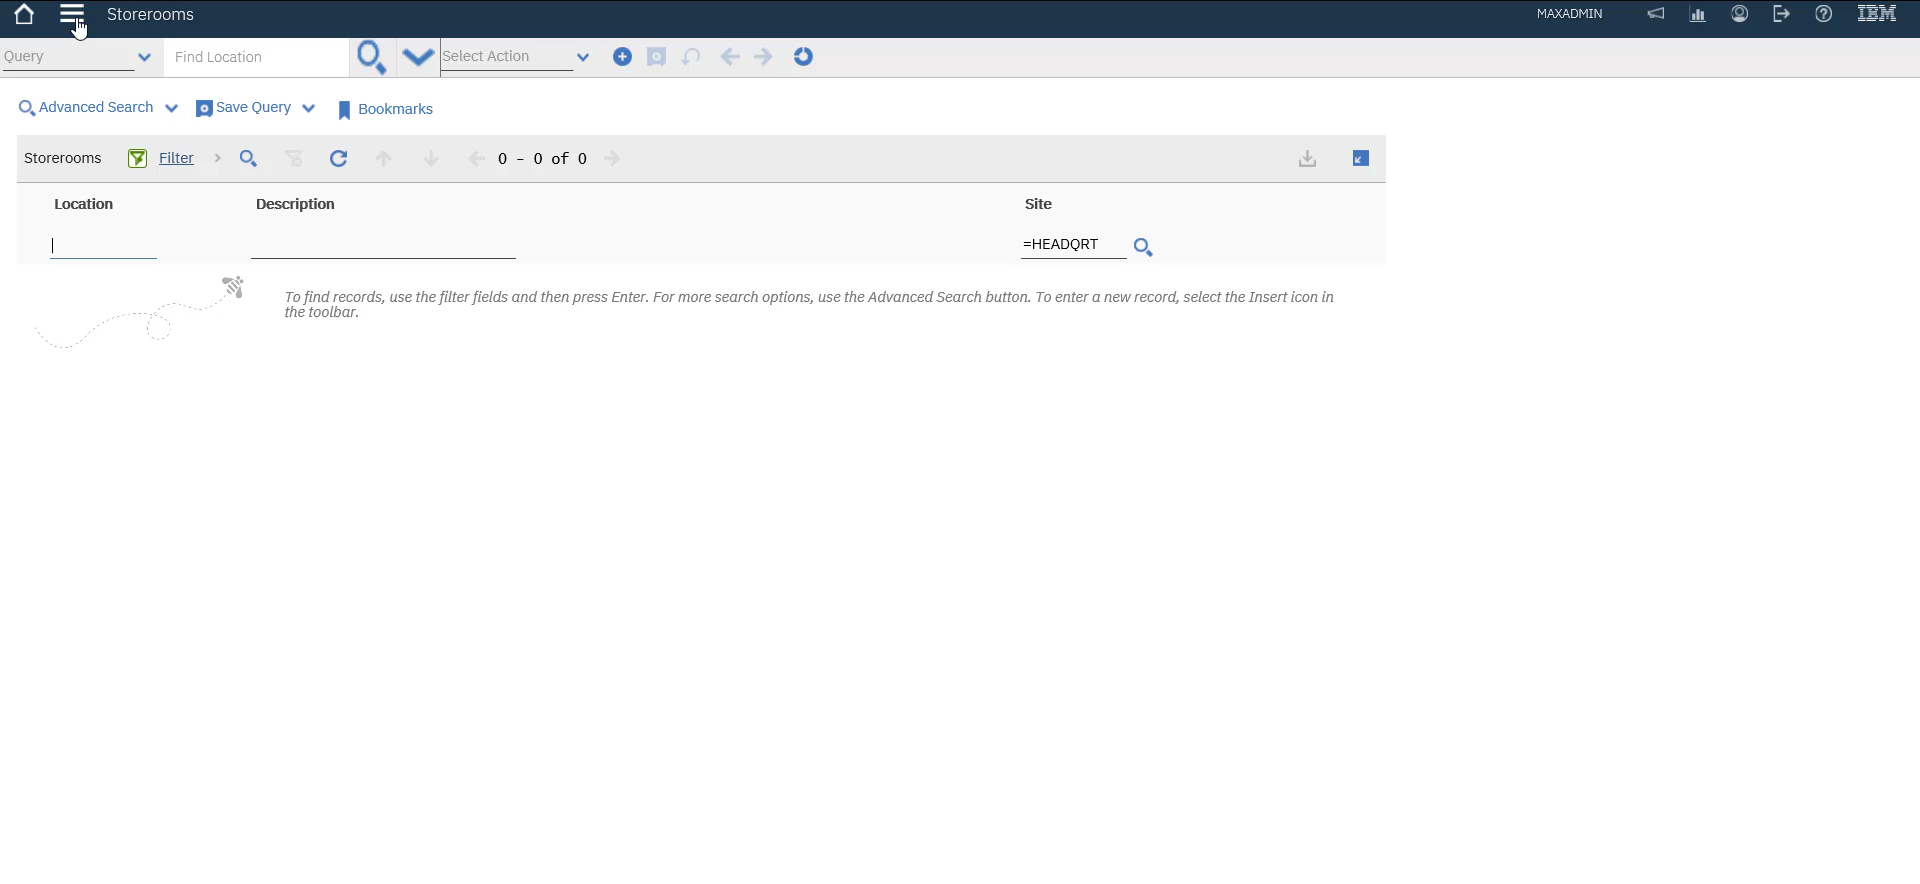 Storerooms
MAXADMIN
IBM
Query
Find Location
Select Action
Advanced Search
Save Query
Bookmarks
Storerooms
Filter
0 - 0 of 0
Location
Description
Site
=HEADQRT
To find records, use the filter fields and then press Enter. For more search options, use the Advanced Search button. To enter a new record, select the Insert icon in
the toolbar.